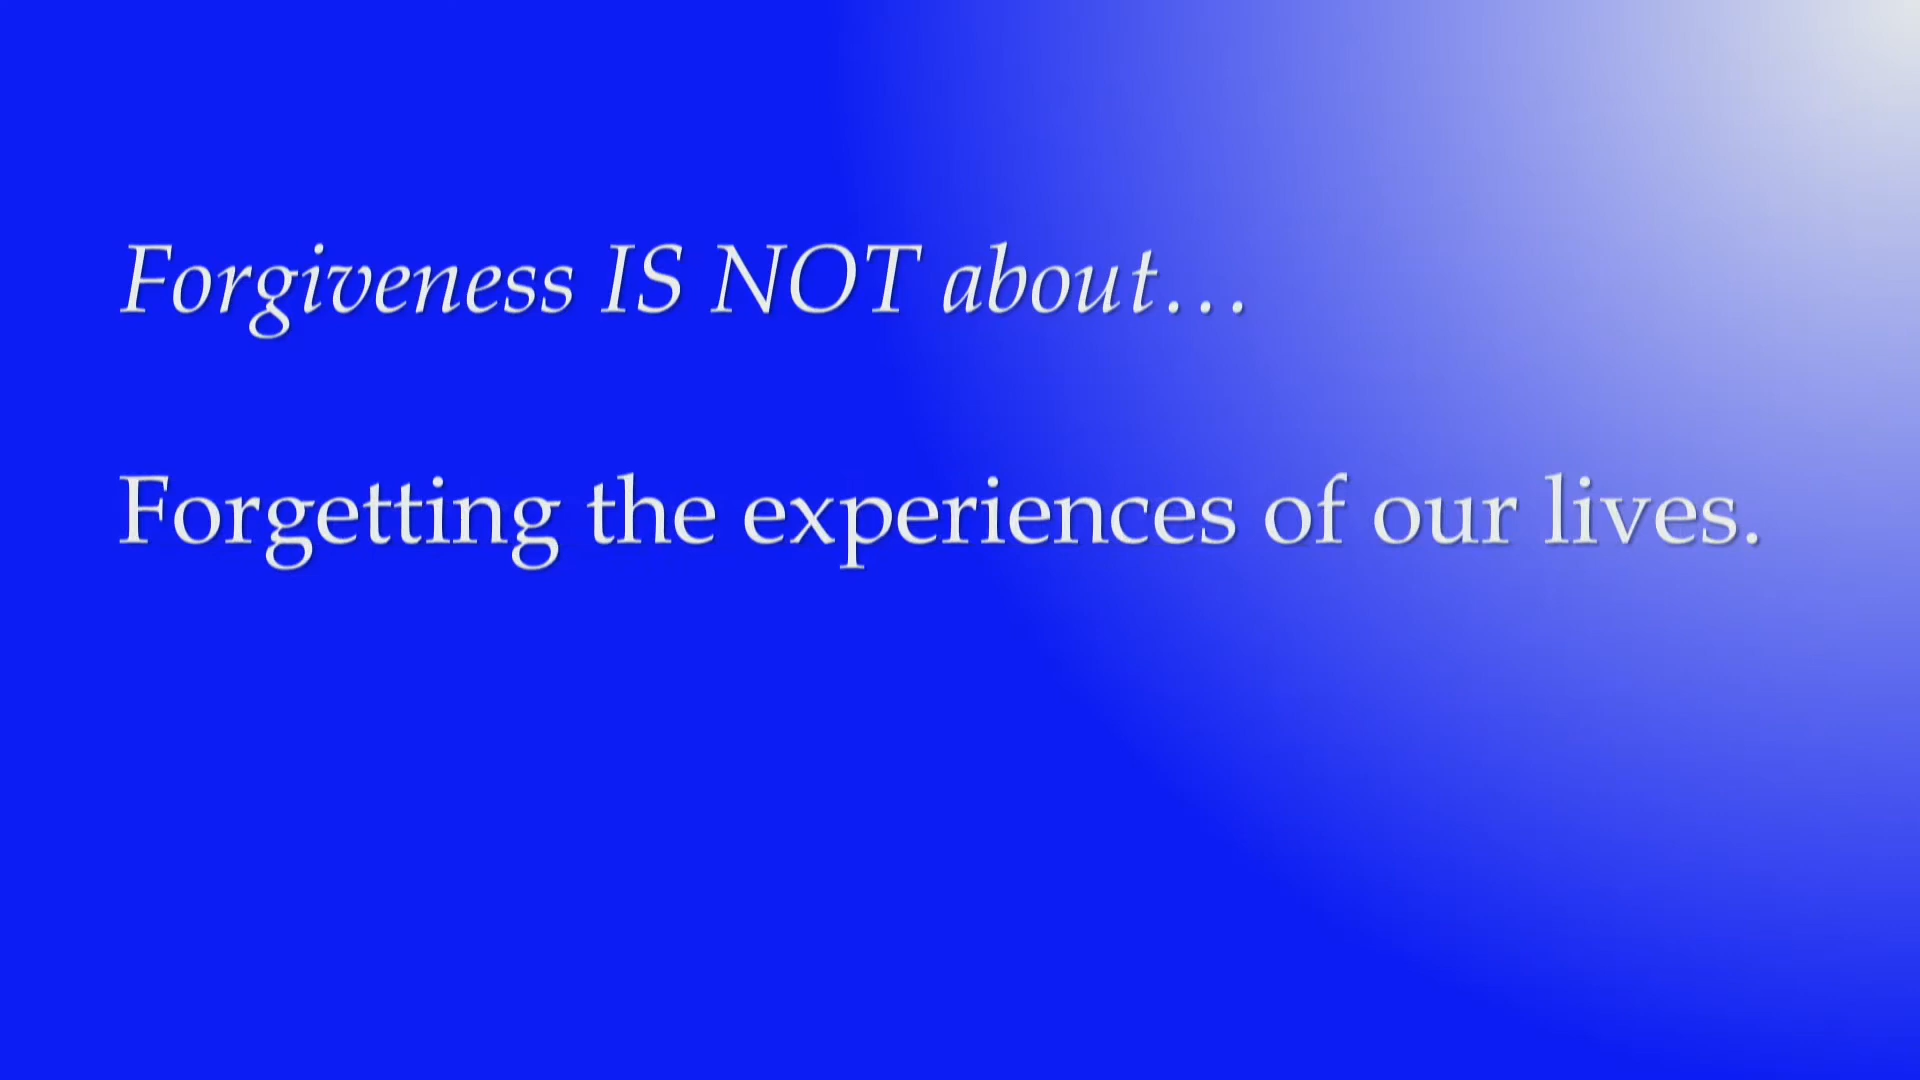 Forgiveness IS NOT about…
Forgetting the experiences of our lives.